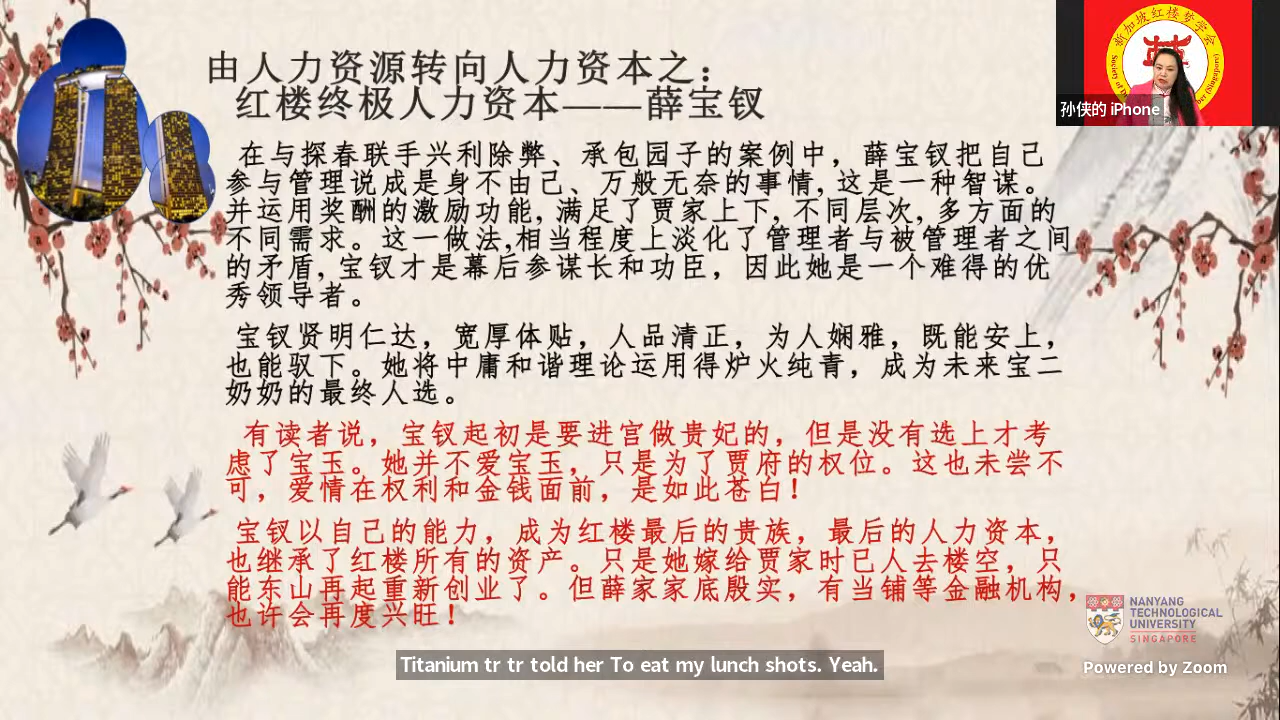 由人力资源转向人力资本之：
红楼终极人力资本——薛宝钗
在与探春联手兴利除弊、承包园子的案例中，薛宝钗把自己
参与管理说成是身不由己、万般无奈的事情，这是一种智谋。
并运用奖酬的激励功能，满足了贾家上下，不同层次，多方面的
不同需求。这一做法，相当程度上淡化了管理者与被管理者之间
的矛盾，宝钗才是幕后参谋长和功臣，因此她是一个难得的优
秀领导者。
宝钗贤明仁达，宽厚体贴，人品清正，为人娴雅，既能安上，
也能驭下。她将中庸和谐理论运用得炉火纯青，成为未来宝二
奶奶的最终人选。
有读者说，宝钗起初是要进宫做贵妃的，但是没有选上才考
虑了宝玉。她并不爱宝玉，只是为了贾府的权位。这也未尝不
可，爱情在权利和金钱面前，是如此苍白！
宝钗以自己的能力，成为红楼最后的贵族，最后的人力资本，
也继承了红楼所有的资产。只是她嫁给贾家时已人去楼空，只
能东山再起重新创业了。但薛家家底殷实，有当铺等金融机构，
也许会再度兴旺！
新加坡红楼梦学会
孙侠的 iPhone
NANYANG
TECHNOLOGICAL
UNIVERSITY
SINGAPORE
Titanium tr tr told her To eat my lunch shots. Yeah.
Powered by Zoom